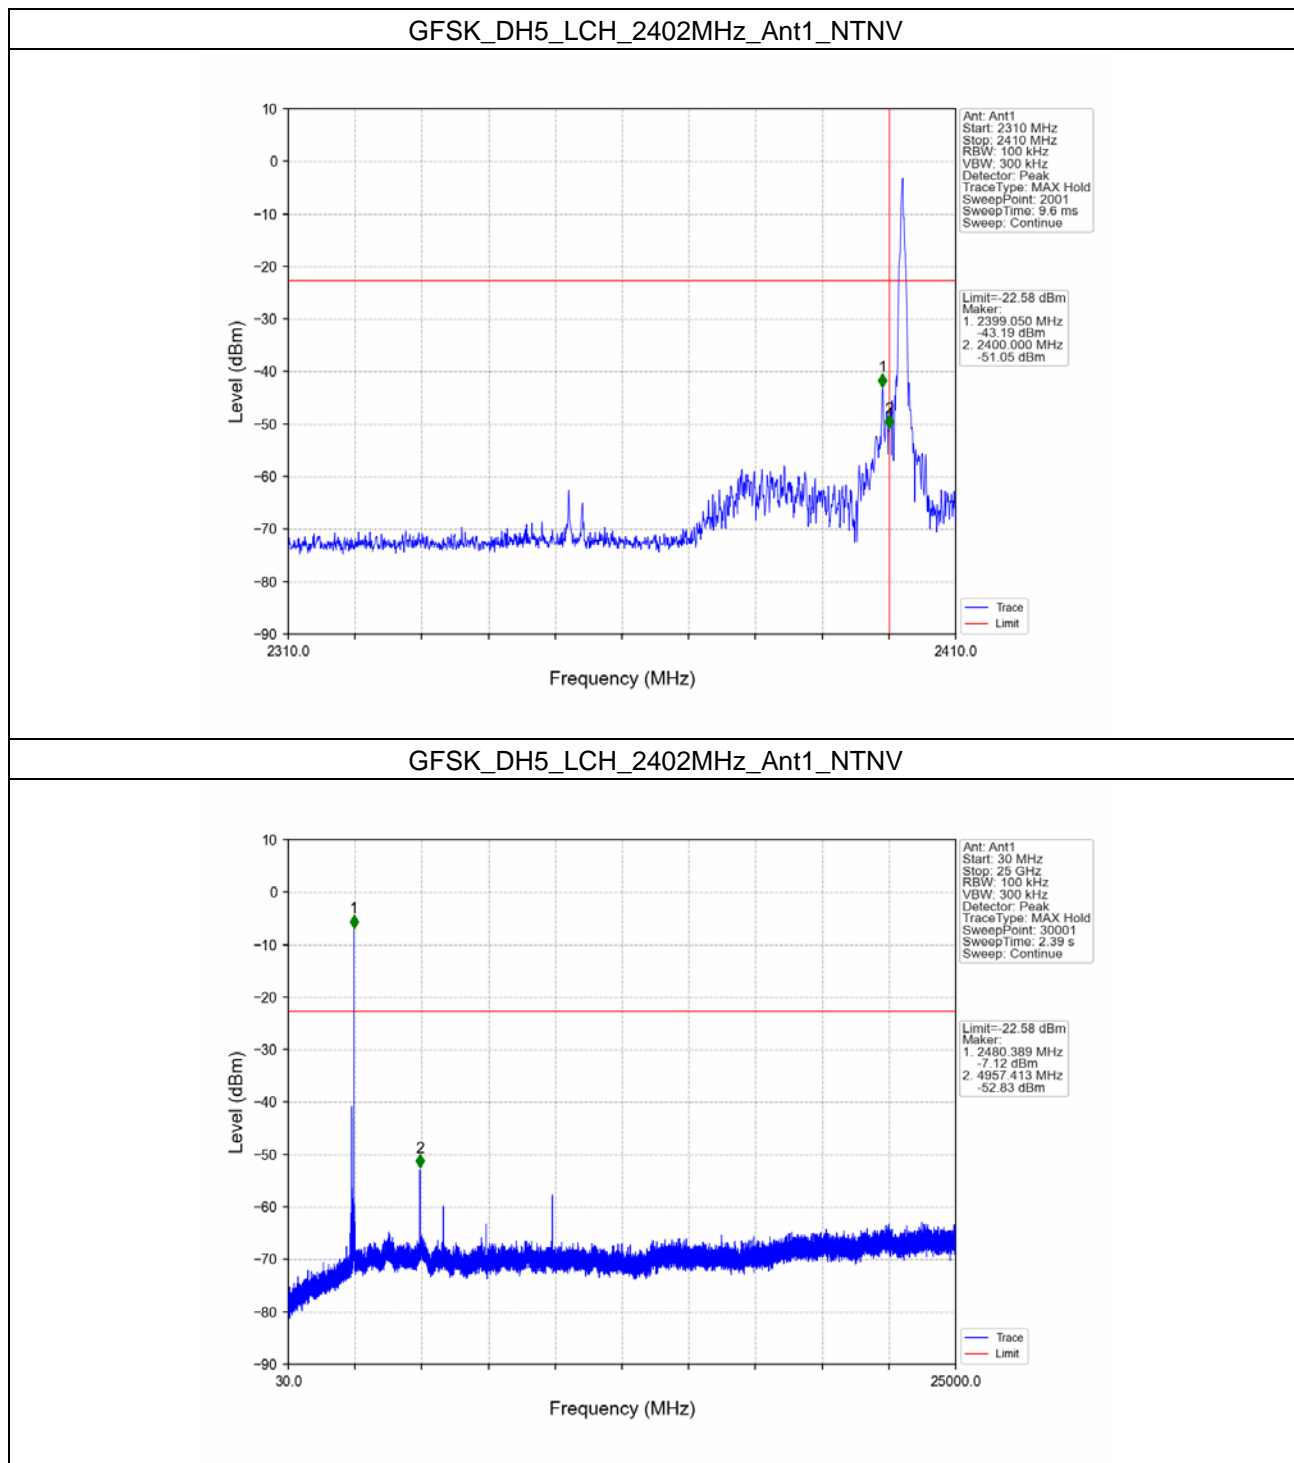 GFSK_DH5_LCH_2402MHz_Ant1_NTNV
10
0
−10
−20
−30
−40
−50
−60
−70
−80
−90
Level (dBm)
1
2
2310.0
2410.0
Frequency (MHz)
Ant: Ant1
Start: 2310 MHz
Stop: 2410 MHz
RBW: 100 kHz
VBW: 300 kHz
Detector: Peak
TraceType: MAX Hold
SweepPoint: 2001
SweepTime: 9.6 ms
Sweep: Continue
Limit=-22.58 dBm
Maker:
1. 2399.050 MHz
-43.19 dBm
2. 2400.000 MHz
-51.05 dBm
Trace
Limit
GFSK_DH5_LCH_2402MHz_Ant1_NTNV
10
0
−10
−20
−30
−40
−50
−60
−70
−80
−90
Level (dBm)
1
2
30.0
25000.0
Frequency (MHz)
Ant: Ant1
Start: 30 MHz
Stop: 25 GHz
RBW: 100 kHz
VBW: 300 kHz
Detector: Peak
TraceType: MAX Hold
SweepPoint: 30001
SweepTime: 2.39 s
Sweep: Continue
Limit=-22.58 dBm
Maker:
1. 2480.389 MHz
-7.12 dBm
2. 4957.413 MHz
-52.83 dBm
Trace
Limit